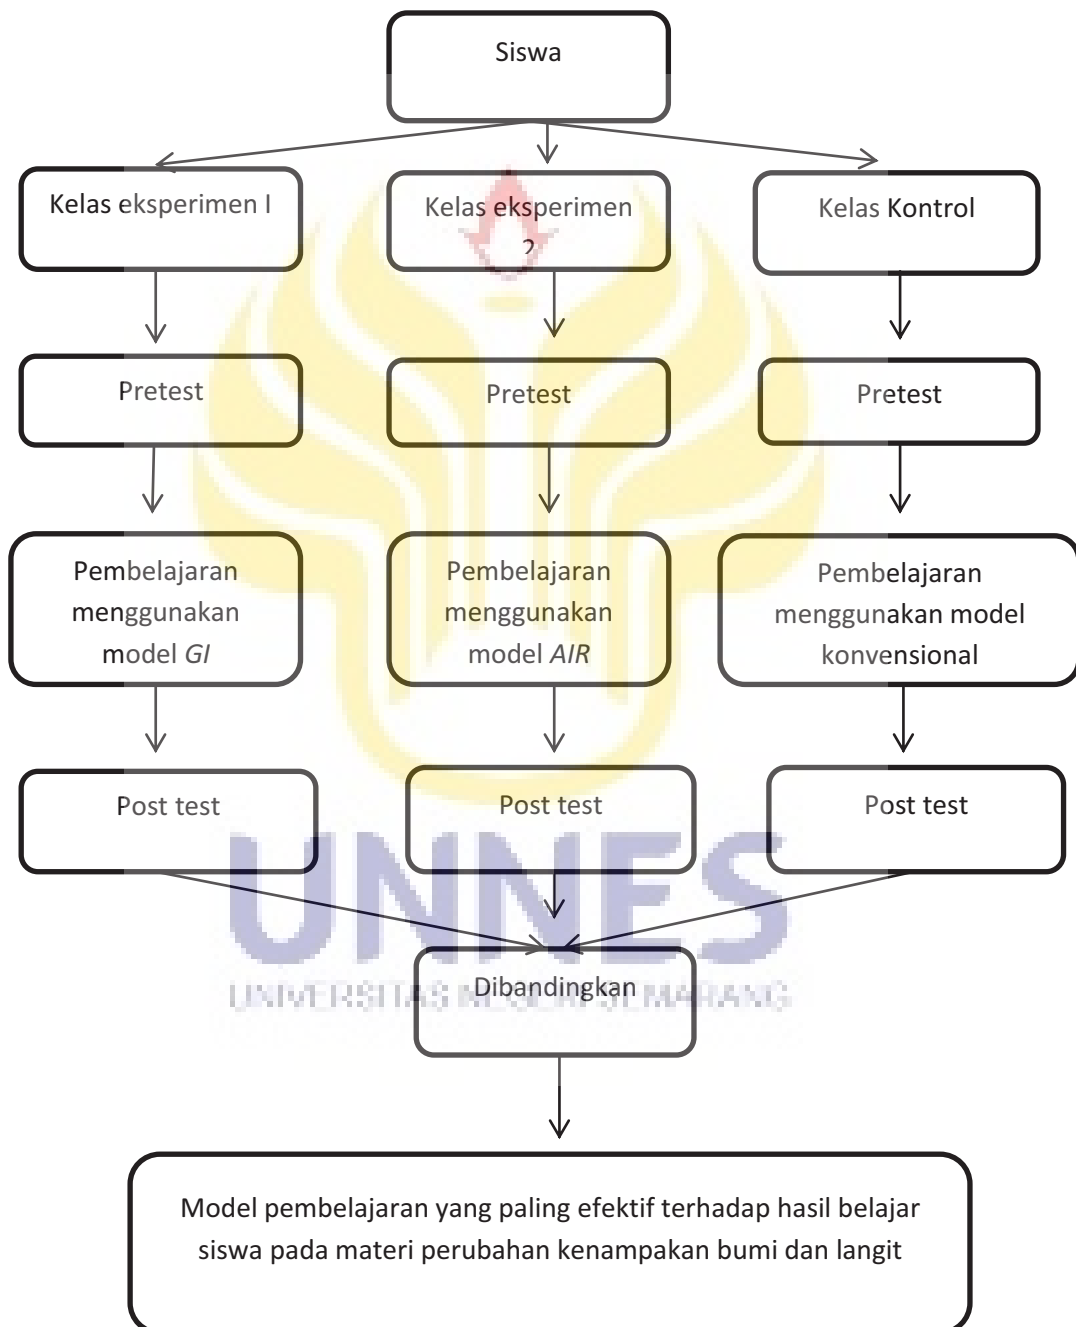 Siswa
Kelas eksperimen I
Kelas eksperimen
2
Kelas Kontrol
Pretest
Pretest
Pretest
Pembelajaran
menggunakan
model GI
Pembelajaran
menggunakan
model AIR
Pembelajaran
menggunakan model
konvensional
Post test
Post test
Post test
UNNES
UNIVERSITAS NEGERI SEMARANG
Dibandingkan
Model pembelajaran yang paling efektif terhadap hasil belajar
siswa pada materi perubahan kenampakan bumi dan langit